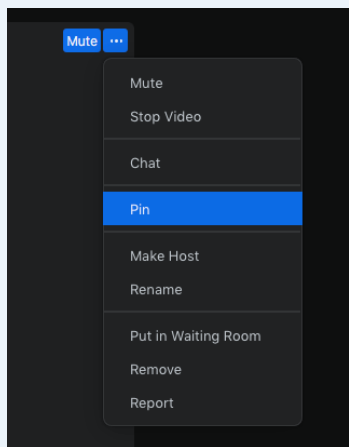 Mute ...
Mute
Stop Video
Chat
Pin
Make Host
Rename
Put in Waiting Room
Remove
Report